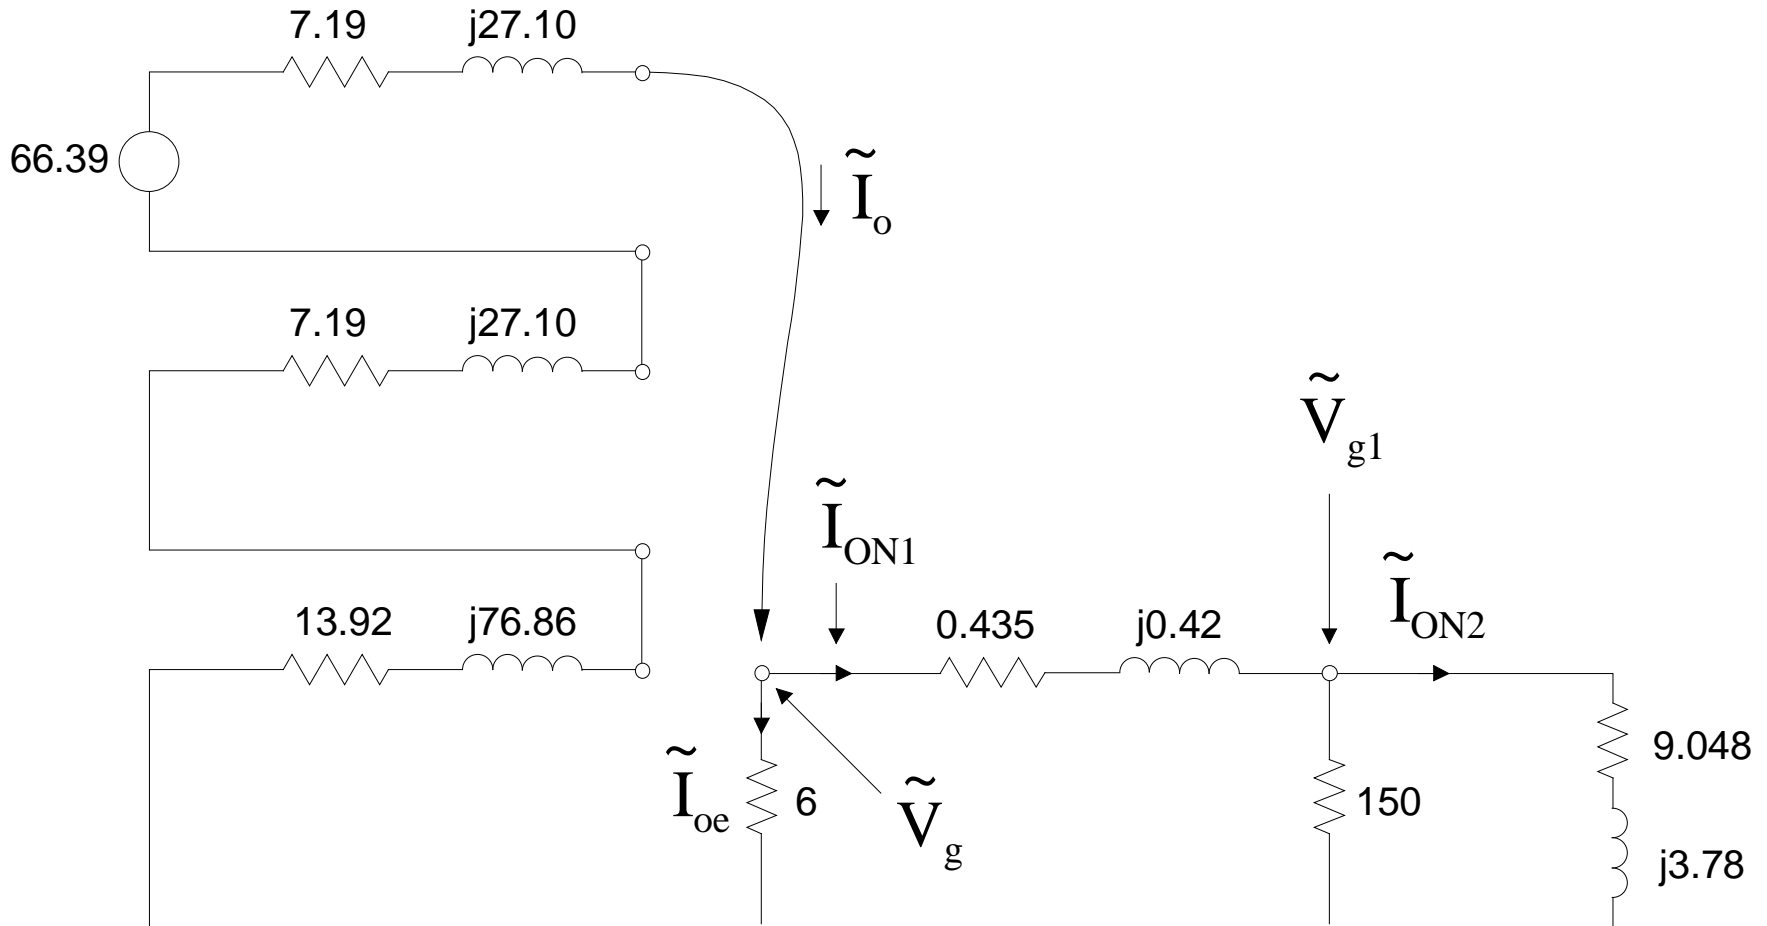 7.19 j27.10
66.39
Ĩo
7.19 j27.10
Ṽg1
ĨON1
ĨON2
13.92 j76.86
0.435 j0.42
9.048
Ĩoe
6
Ṽg
150
j3.78